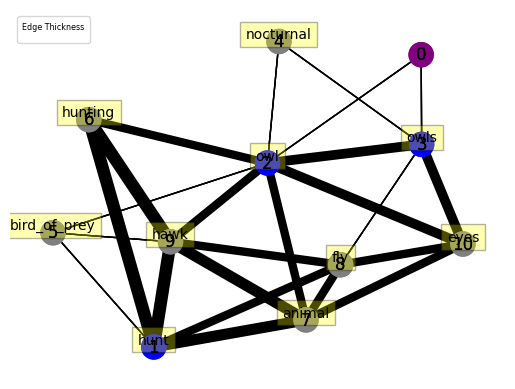 Edge Thickness
nocturnal
4
0
hunting
6
owls
3
owl
2
bird_of_prey
5
hawk
9
eyes
10
fly
8
animal
7
hunt
1